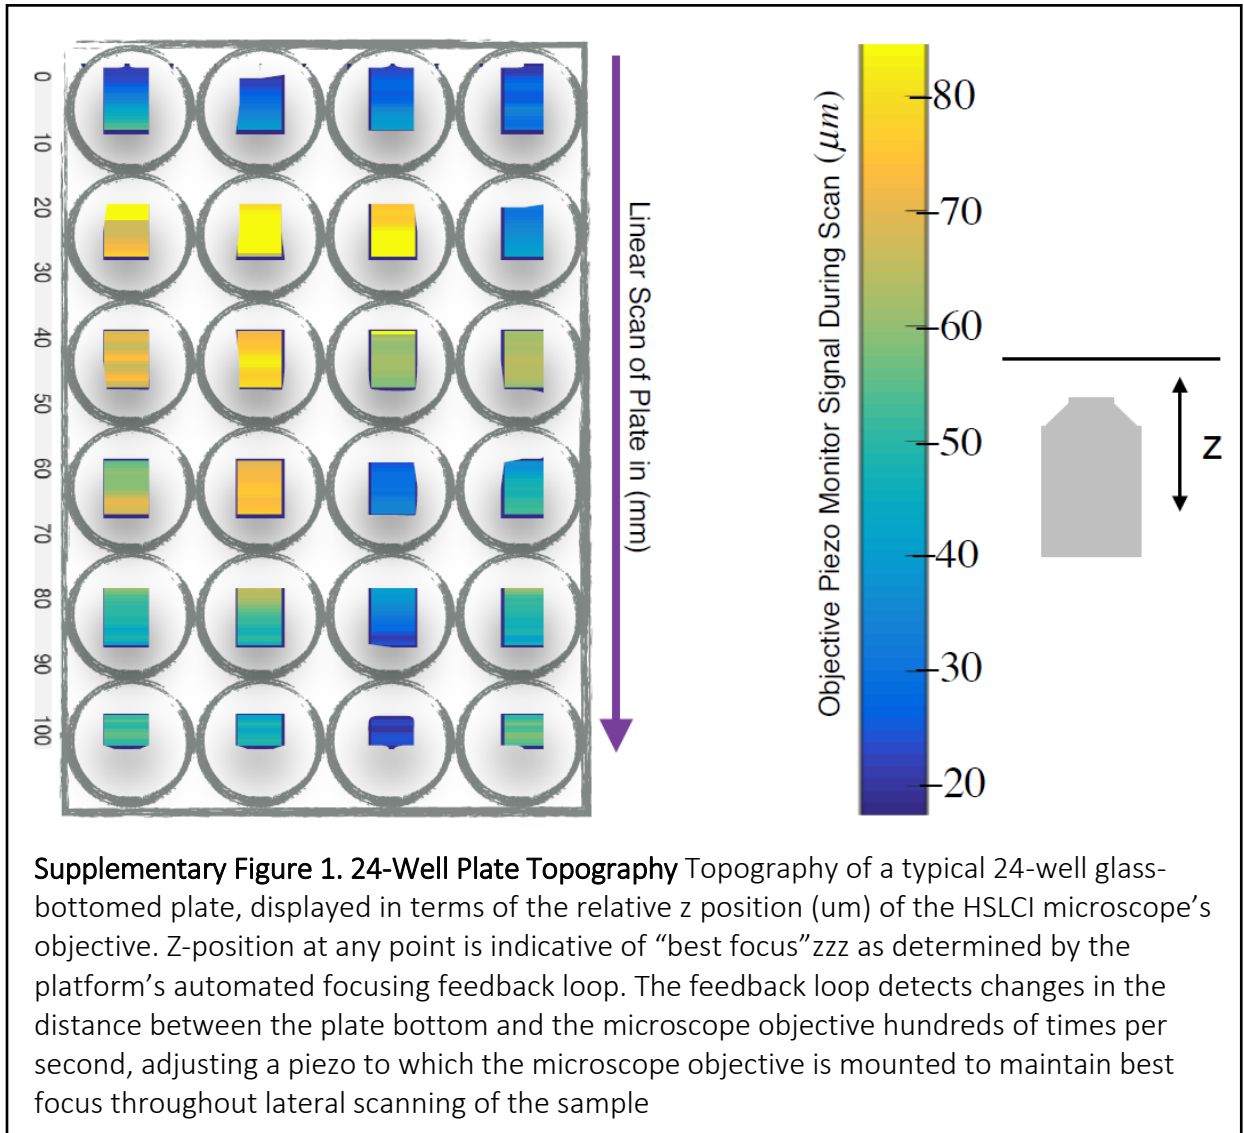 0
10
20
30
40
50
60
70
80
90
100
Linear Scan of Plate in (mm)
Objective Piezo Monitor Signal During Scan (μm)
80
70
60
50
40
30
20
z
Supplementary Figure 1. 24-Well Plate Topography Topography of a typical 24-well glass-
bottomed plate, displayed in terms of the relative z position (um) of the HSLCI microscope's
objective. Z-position at any point is indicative of “best focus”zzz as determined by the
platform's automated focusing feedback loop. The feedback loop detects changes in the
distance between the plate bottom and the microscope objective hundreds of times per
second, adjusting a piezo to which the microscope objective is mounted to maintain best
focus throughout lateral scanning of the sample